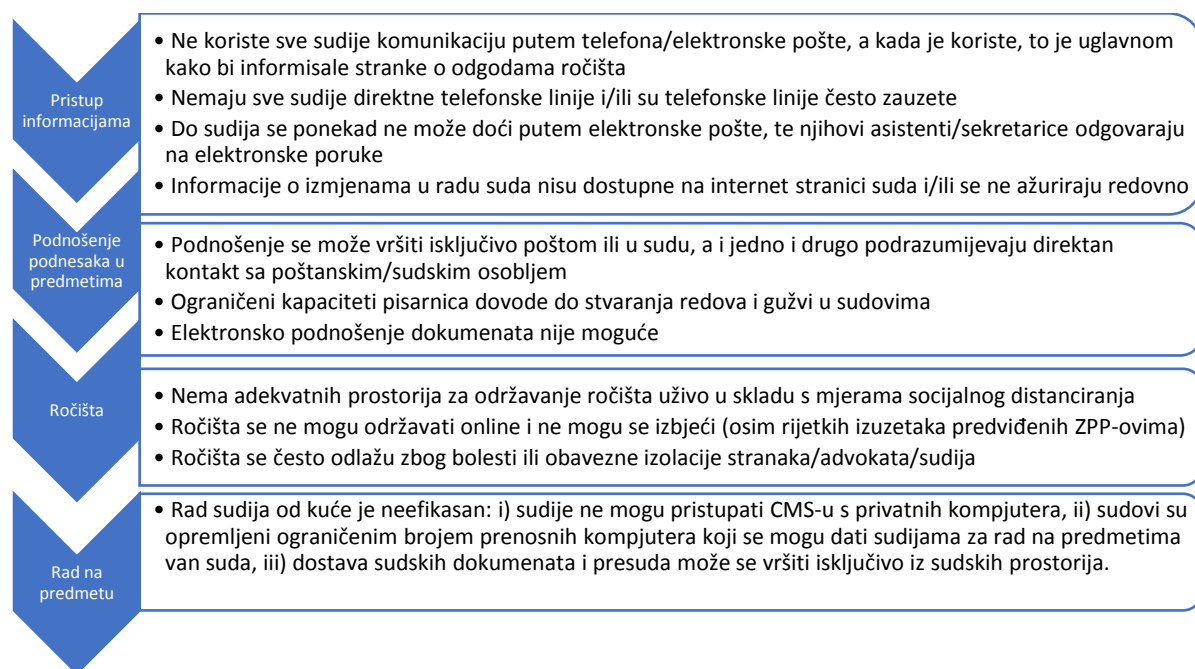 Pristup
informacijama
• Ne koriste sve sudije komunikaciju putem telefona/elektronske pošte, a kada je koriste, to je uglavnom
kako bi informisale stranke o odgodama ročišta
• Nemaju sve sudije direktne telefonske linije i/ili su telefonske linije često zauzete
• Do sudija se ponekad ne može doći putem elektronske pošte, te njihovi asistenti/sekretarice odgovaraju
na elektronske poruke
• Informacije o izmjenama u radu suda nisu dostupne na internet stranici suda i/ili se ne ažuriraju redovno
Podnošenje
podnesaka u
predmetima
• Podnošenje se može vršiti isključivo poštom ili u sudu, a i jedno i drugo podrazumijevaju direktan
kontakt sa poštanskim/sudskim osobljem
• Ograničeni kapaciteti pisarnica dovode do stvaranja redova i gužvi u sudovima
• Elektronsko podnošenje dokumenata nije moguće
Ročišta
• Nema adekvatnih prostorija za održavanje ročišta uživo u skladu s mjerama socijalnog distanciranja
• Ročišta se ne mogu održavati online i ne mogu se izbjeći (osim rijetkih izuzetaka predviđenih ZPP-ovima)
• Ročišta se često odlažu zbog bolesti ili obavezne izolacije stranaka/advokata/sudija
Rad na
predmetu
• Rad sudija od kuće je neefikasan: i) sudije ne mogu pristupati CMS-u s privatnih kompjutera, ii) sudovi su
opremljeni ograničenim brojem prenosnih kompjutera koji se mogu dati sudijama za rad na predmetima
van suda, iii) dostava sudskih dokumenata i presuda može se vršiti isključivo iz sudskih prostorija.